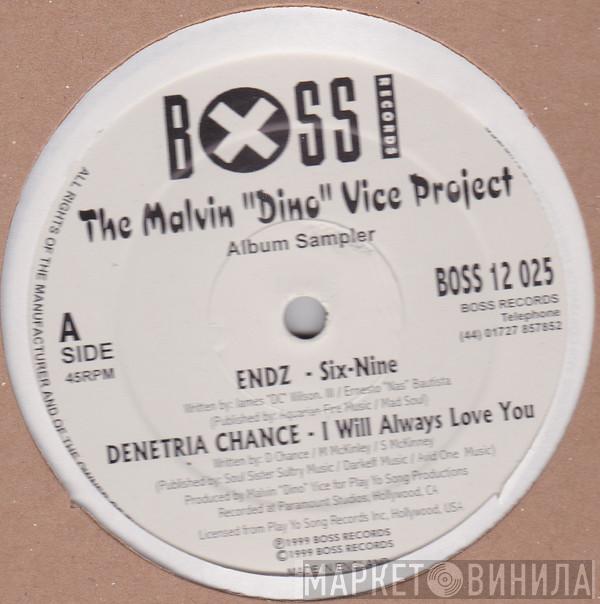 BOSS
RECORDS
The Malvin "Dino" Vice Project
Album Sampler
BOSS 12 025
BOSS RECORDS
Telephone
(44) 01727 857852
A
SIDE
45RPM
ENDZ - Six-Nine
Written by: James "DC" Wilson. III / Ernesto "Nas" Bautista
(Published by: Aquarian Fire Music / Mad Soul)
DENETRIA CHANCE - I Will Always Love You
Written by: D Chance / M McKinley / S McKinney
(Published by: Soul Sister Sultry Music / Darkeff Music / Avid One Music)
Produced by Malvin "Dino" Vice for Play Yo Song Productions
Recorded at Paramount Studios, Hollywood, CA
Licensed from Play Yo Song Records Inc, Hollywood, USA
℗1999 BOSS RECORDS
©1999 BOSS RECORDS
MADE IN
ALL RIGHTS OF THE MANUFACTURER AND OF THE OWNER
МАРКЕТ ВИНИЛА